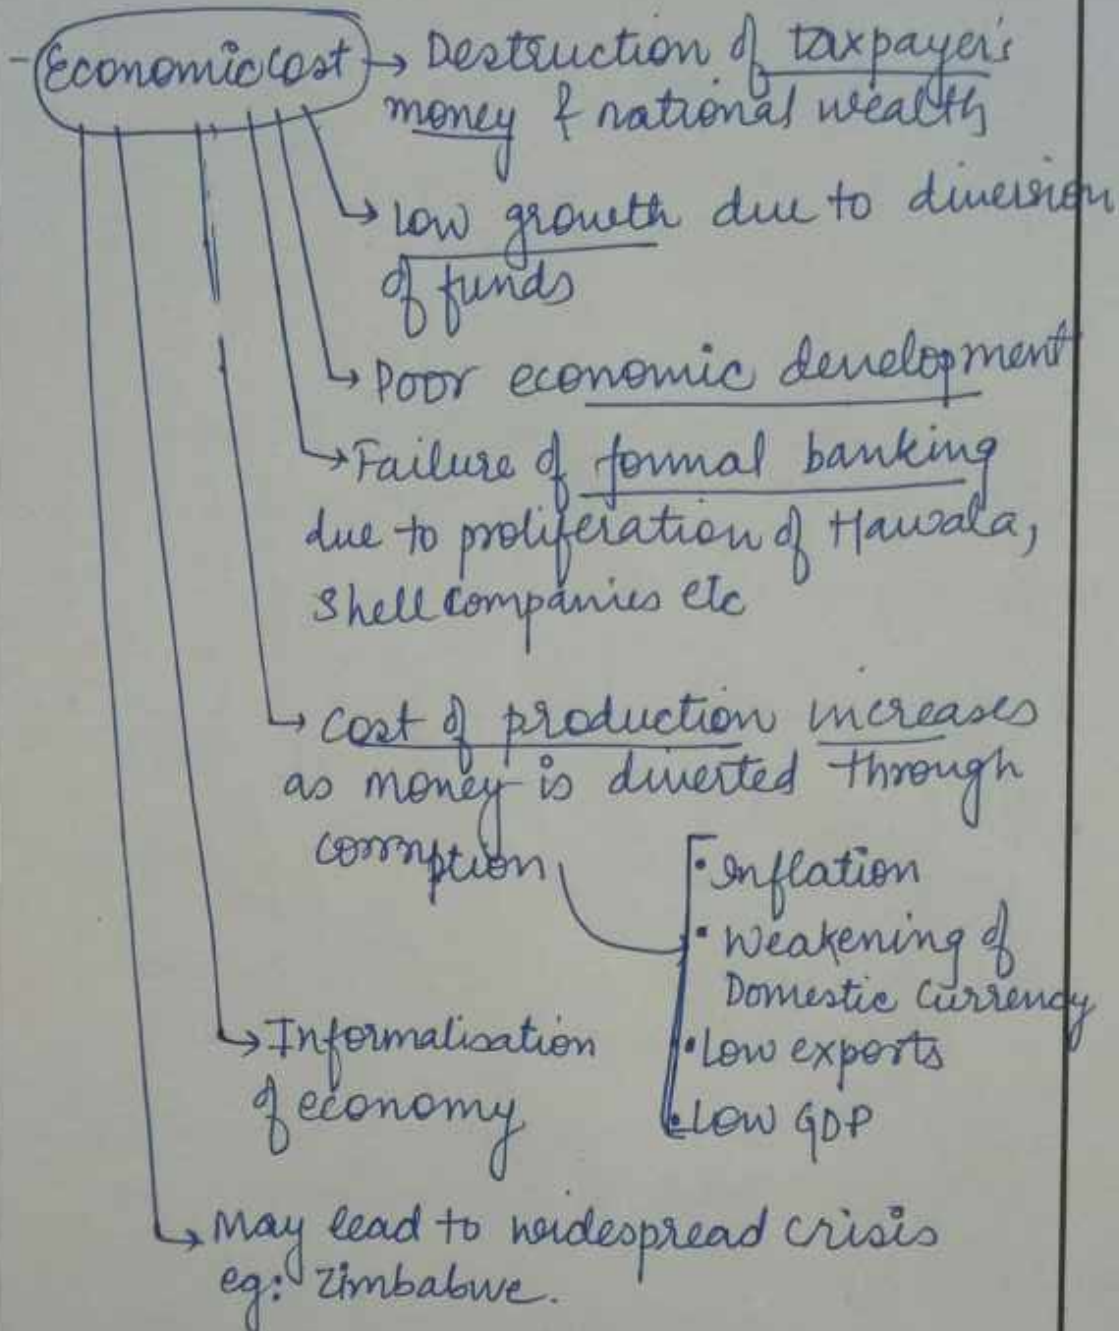 - Economic cost → Destruction of taxpayer's
money & national wealth
→ Low growth due to diversion
of funds
→ Poor economic development
→ Failure of formal banking
due to proliferation of Hawala,
Shell companies etc
→ Cost of production increases
as money is diverted through
corruption
• Inflation
• Weakening of
Domestic Currency
• Low exports
• Low GDP
→ Informalisation
of economy
→ May lead to widespread crisis
eg: Zimbabwe.